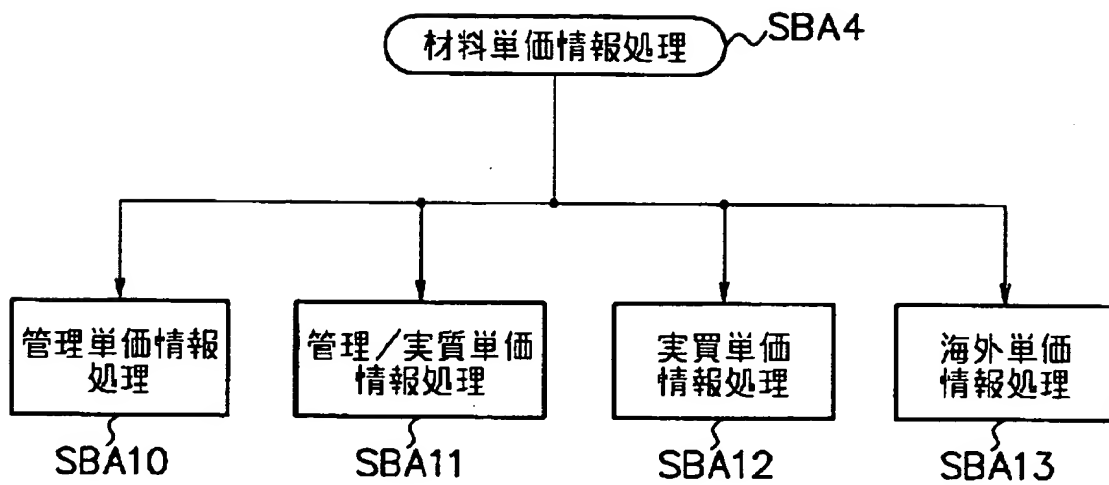 材料単価情報処理
SBA4
管理単価情報
処理
管理/実質単価
情報処理
実買単価
情報処理
海外単価
情報処理
SBA10
SBA11
SBA12
SBA13